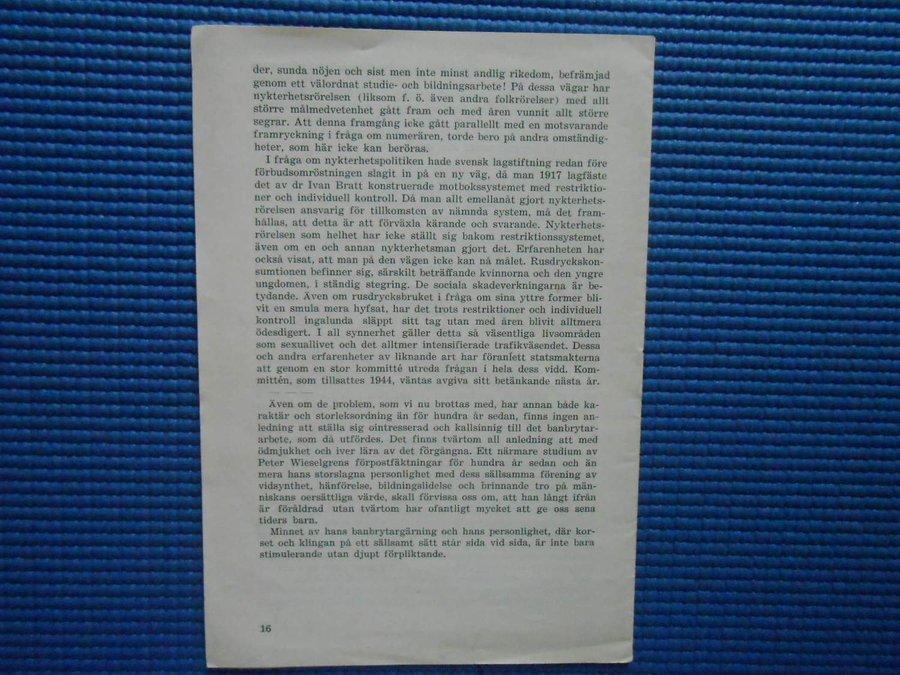 der, sunda nöjen och sist men inte minst andlig rikedom, befrämjad
genom ett välordnat studie- och bildningsarbete! På dessa vägar har
nykterhetsrörelsen (liksom f. ö. även andra folkrörelser) med allt
större målmedvetenhet gått fram och med åren vunnit allt större
segrar. Att denna framgång icke gått parallellt med en motsvarande
framryckning i fråga om numerären, torde bero på andra omständig-
heter, som här icke kan beröras.
I fråga om nykterhetspolitiken hade svensk lagstiftning redan före
förbudsomröstningen slagit in på en ny väg, då man 1917 lagfäste
det av dr Ivan Bratt konstruerade motbokssystemet med restriktio-
ner och individuell kontroll. Då man allt emellanåt gjort nykterhets-
rörelsen ansvarig för tillkomsten av nämnda system, må det fram-
hållas, att detta är att förväxla kärande och svarande. Nykterhets-
rörelsen som helhet har icke ställt sig bakom restriktionssystemet,
även om en och annan nykterhetsman gjort det. Erfarenheten har
också visat, att man på den vägen icke kan nå målet. Rusdryckskon-
sumtionen befinner sig, särskilt beträffande kvinnorna och den yngre
ungdomen, i ständig stegring. De sociala skadeverkningarna är be-
tydande. Även om rusdrycksbruket i fråga om sina yttre former bli-
vit en smula mera hyfsat, har det trots restriktioner och individuell
kontroll ingalunda släppt sitt tag utan med åren blivit alltmera
ödesdigert. I all synnerhet gäller detta så väsentliga livsområden
som sexuallivet och det alltmer intensifierade trafikväsendet. Dessa
och andra erfarenheter av liknande art har föranlett statsmakterna
att genom en stor kommitté utreda frågan i hela dess vidd. Kom-
mittén, som tillsattes 1944, väntas avgiva sitt betänkande nästa år.
Även om de problem, som vi nu brottas med, har annan både ka-
raktär och storleksordning än för hundra år sedan, finns ingen an-
ledning att ställa sig ointresserad och kallsinnig till det banbrytar-
arbete, som då utfördes. Det finns tvärtom all anledning att med
ödmjukhet och iver lära av det förgångna. Ett närmare studium av
Peter Wieselgrens förpostfäktningar för hundra år sedan och än
mera hans storslagna personlighet med dess sällsamma förening av
vidsynthet, hänförelse, bildningslidelse och brinnande tro på män-
niskans oersättliga värde, skall förvissa oss om, att han långt ifrån
är föråldrad utan tvärtom har ofantligt mycket att ge oss sena
tiders barn.
Minnet av hans banbrytargärning och hans personlighet, där kor-
set och klingan på ett sällsamt sätt står sida vid sida, är inte bara
stimulerande utan djupt förpliktande.
16